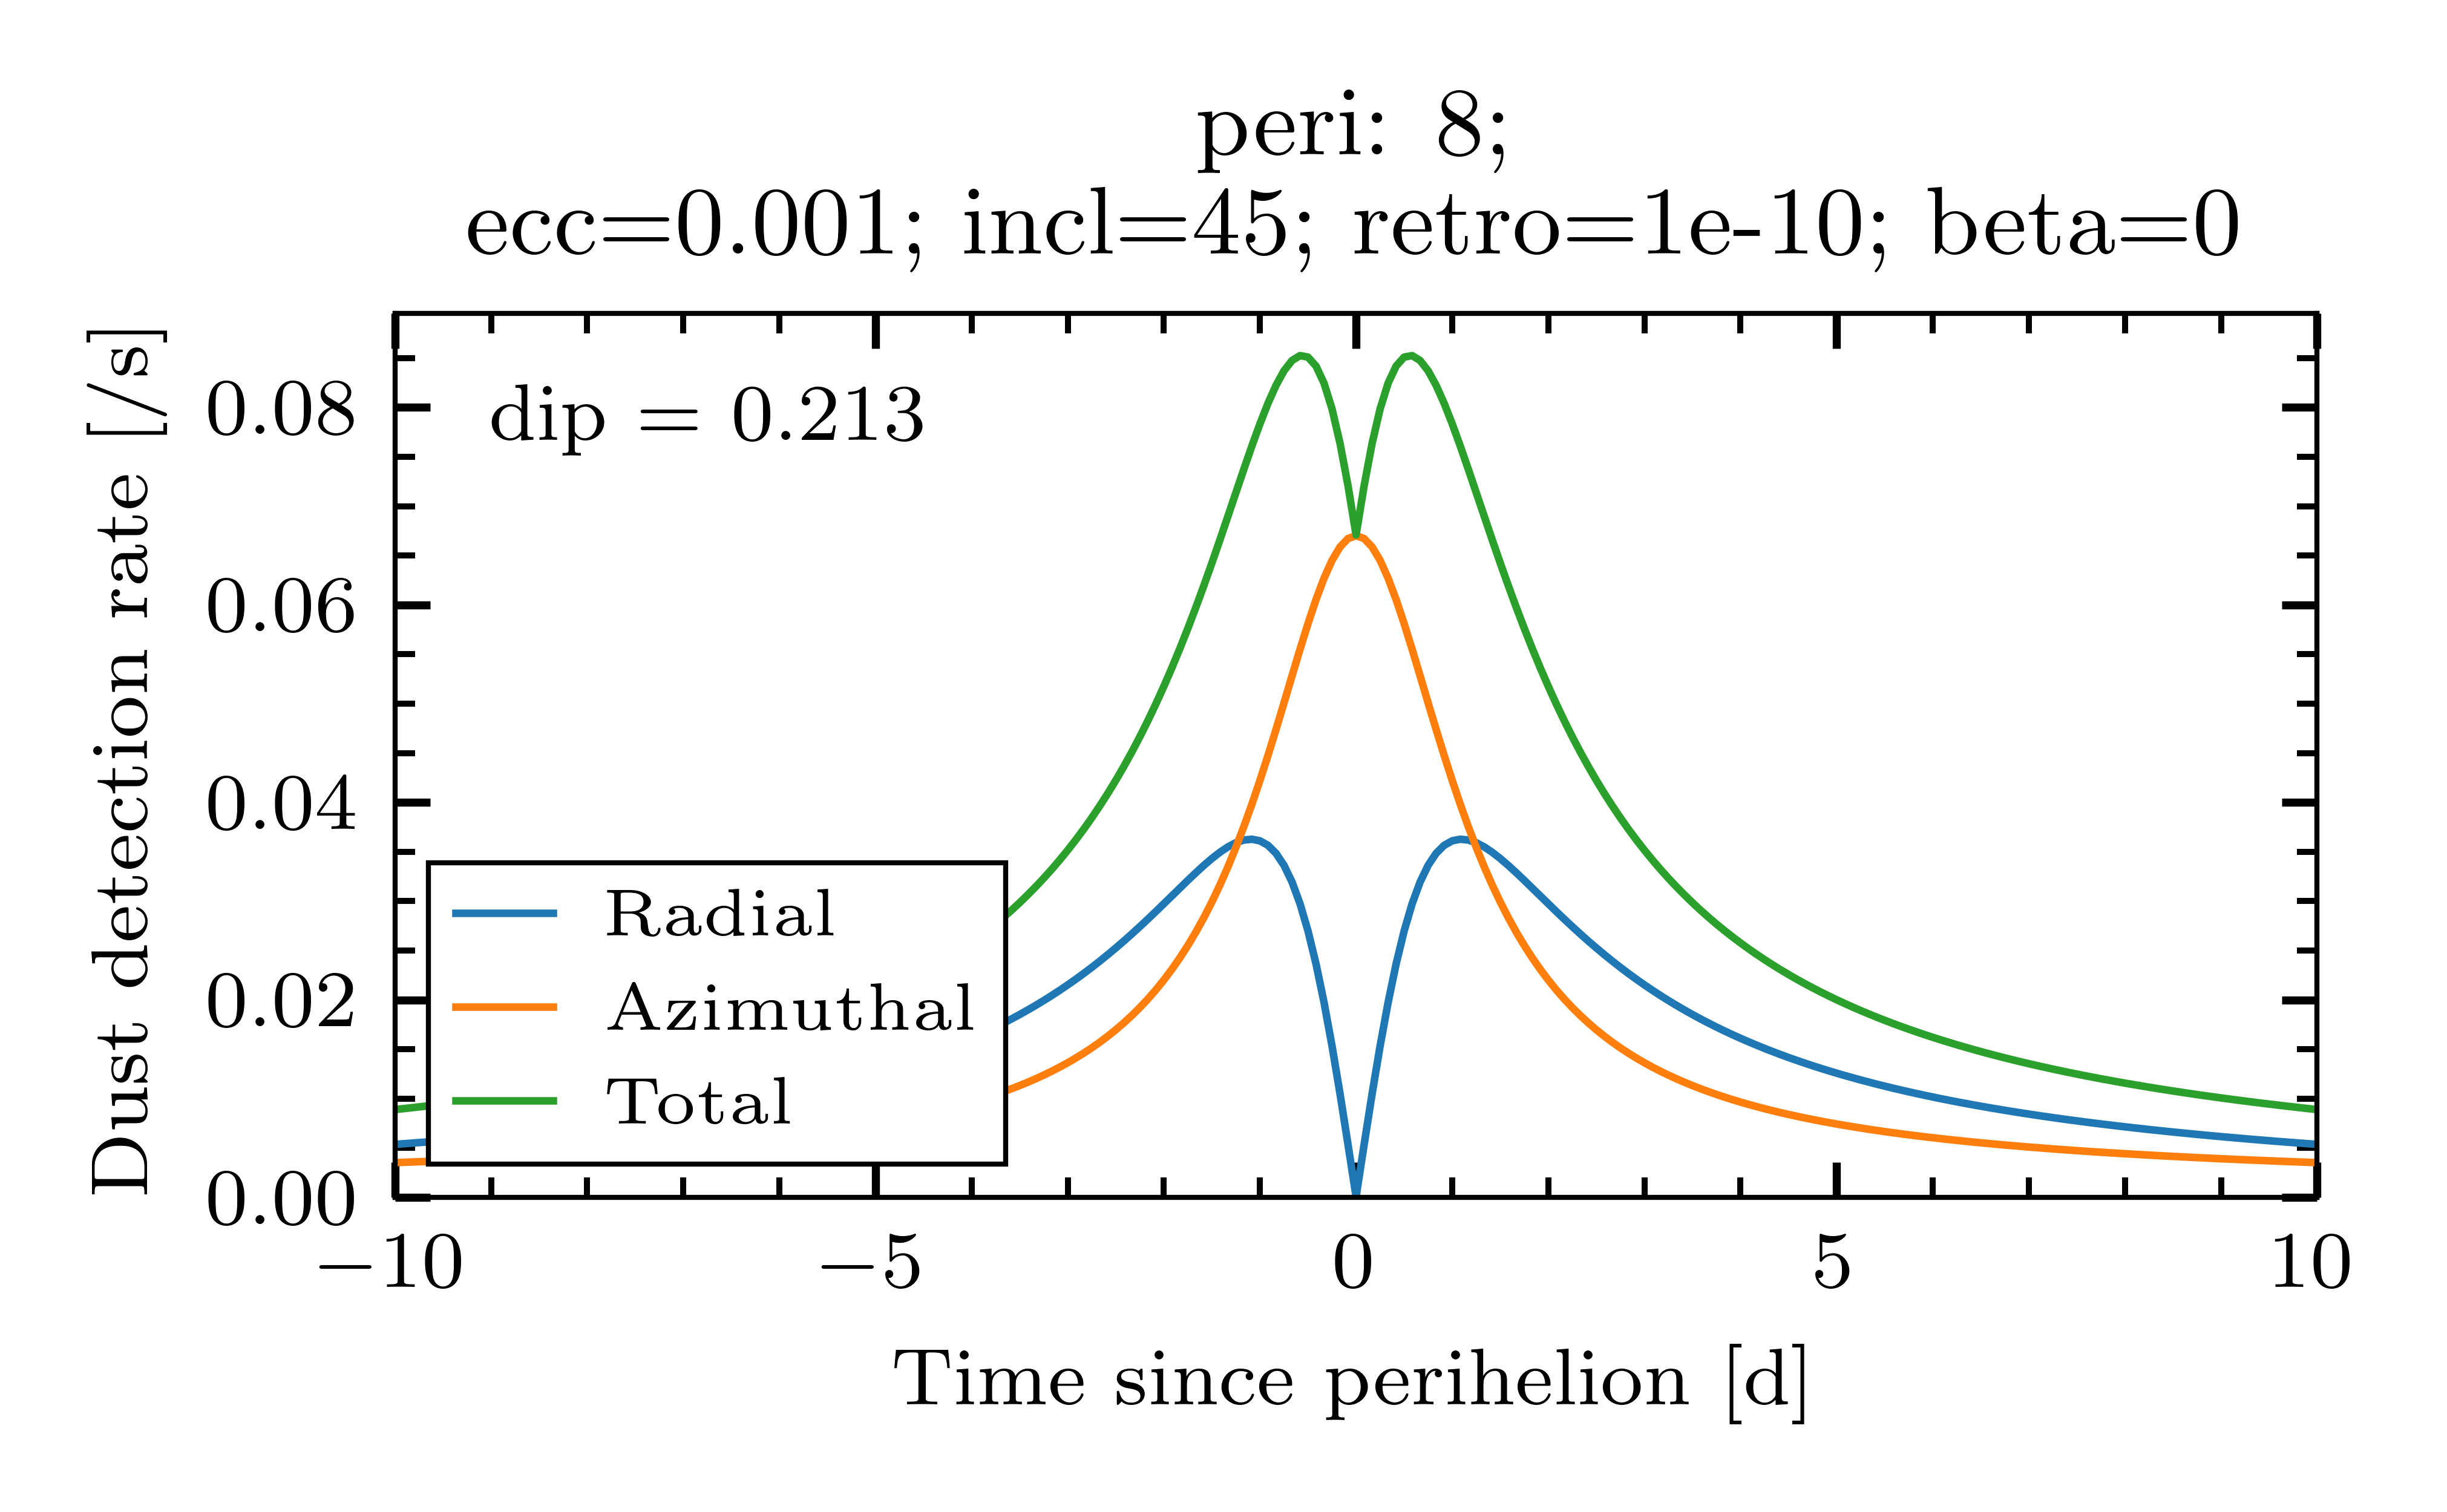 peri: 8;
ecc=0.001; incl=45; retro=1e-10; beta=0
Dust detection rate [/s]
0.08
0.06
0.04
0.02
0.00
dip = 0.213
Radial
Azimuthal
Total
−10
−5
0
5
10
Time since perihelion [d]